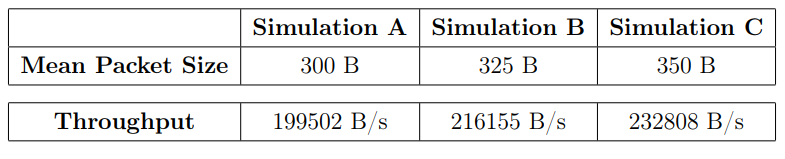 Simulation A Simulation B Simulation C
Mean Packet Size 300 B 325 B 350 B
Throughput 199502 B/s 216155 B/s 232808 B/s